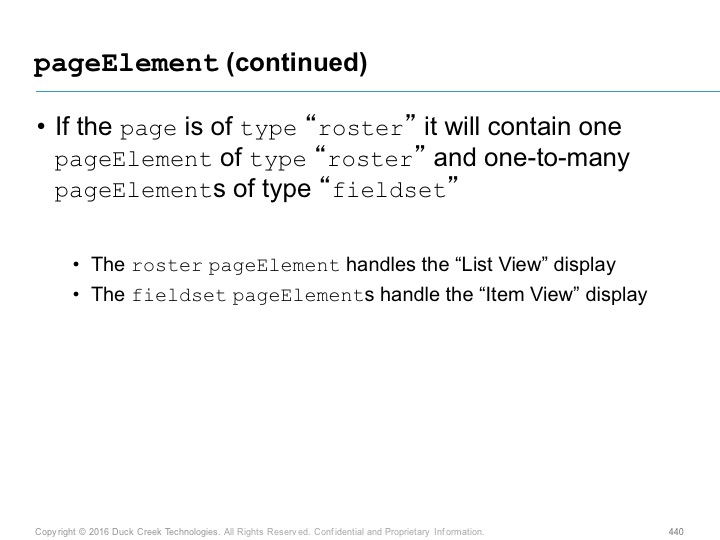 pageElement (continued)
• If the page is of type “roster” it will contain one
pageElement of type “roster” and one-to-many
pageElements of type “fieldset”
• The roster pageElement handles the “List View” display
• The fieldset pageElements handle the “Item View” display
Copyright © 2016 Duck Creek Technologies. All Rights Reserved. Confidential and Proprietary Information.
440